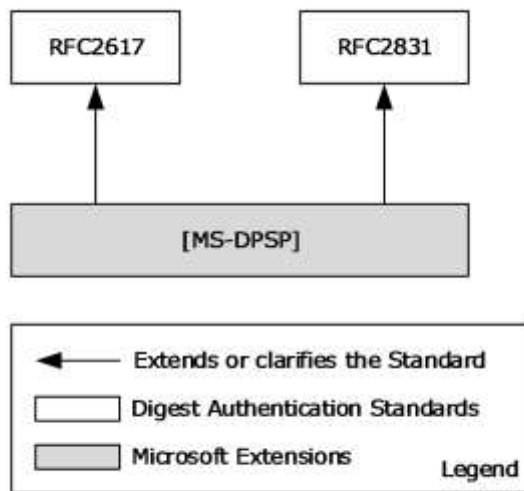 RFC2617 RFC2831
[MS-DPSP]
Extends or clarifies the Standard
Digest Authentication Standards
Microsoft Extensions
Legend